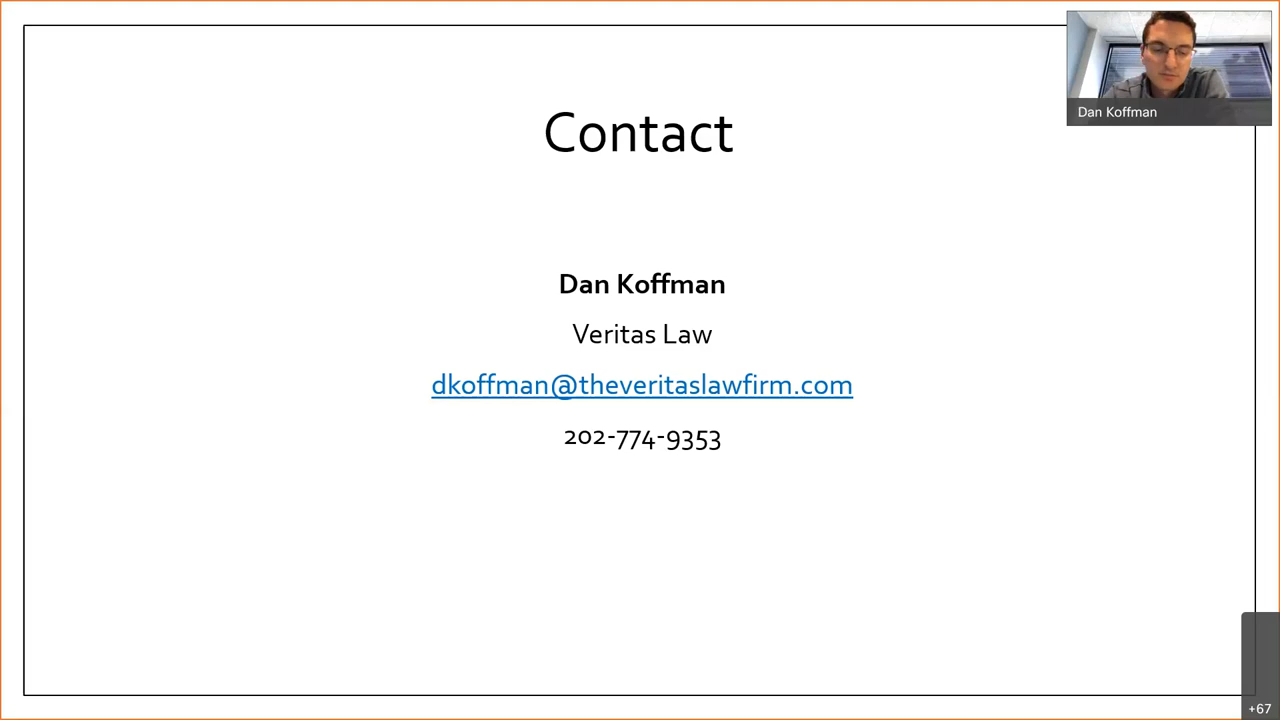 Contact
Dan Koffman
Dan Koffman
Veritas Law
dkoffman@theveritaslawfirm.com
202-774-9353
+67